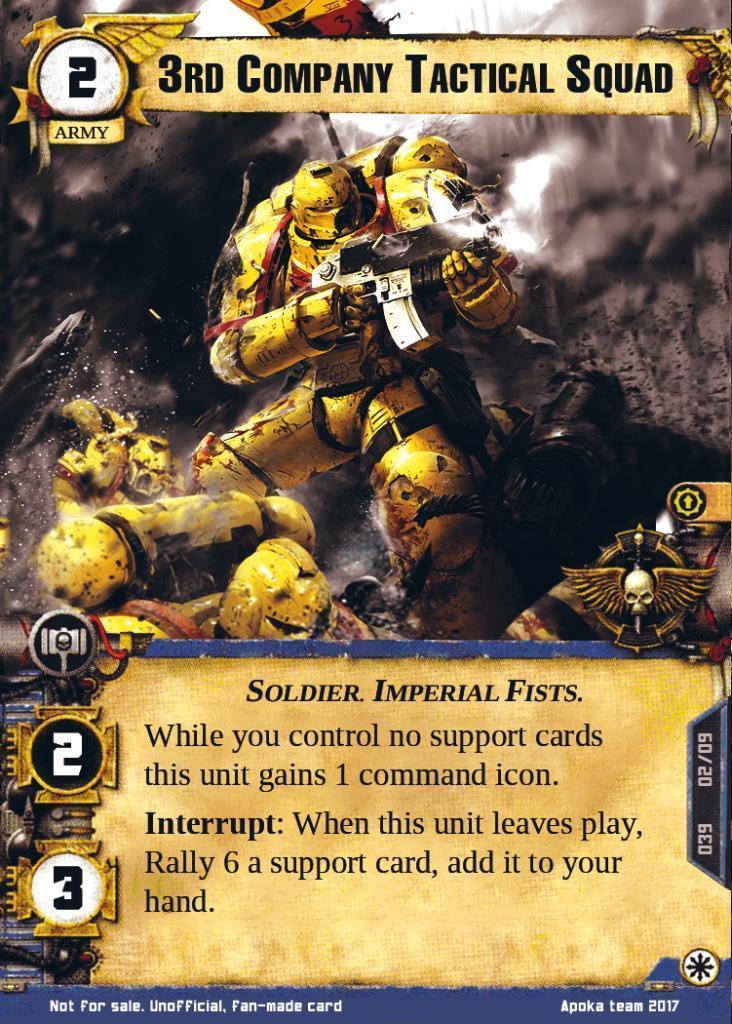 2
3rd Company Tactical Squad
ARMY
Soldier. Imperial Fists.
2
While you control no support cards
this unit gains 1 command icon.
Interrupt: When this unit leaves play,
Rally 6 a support card, add it to your
hand.
3
039
60/20
Not for sale. Unofficial, fan-made card
Apoka team 2017